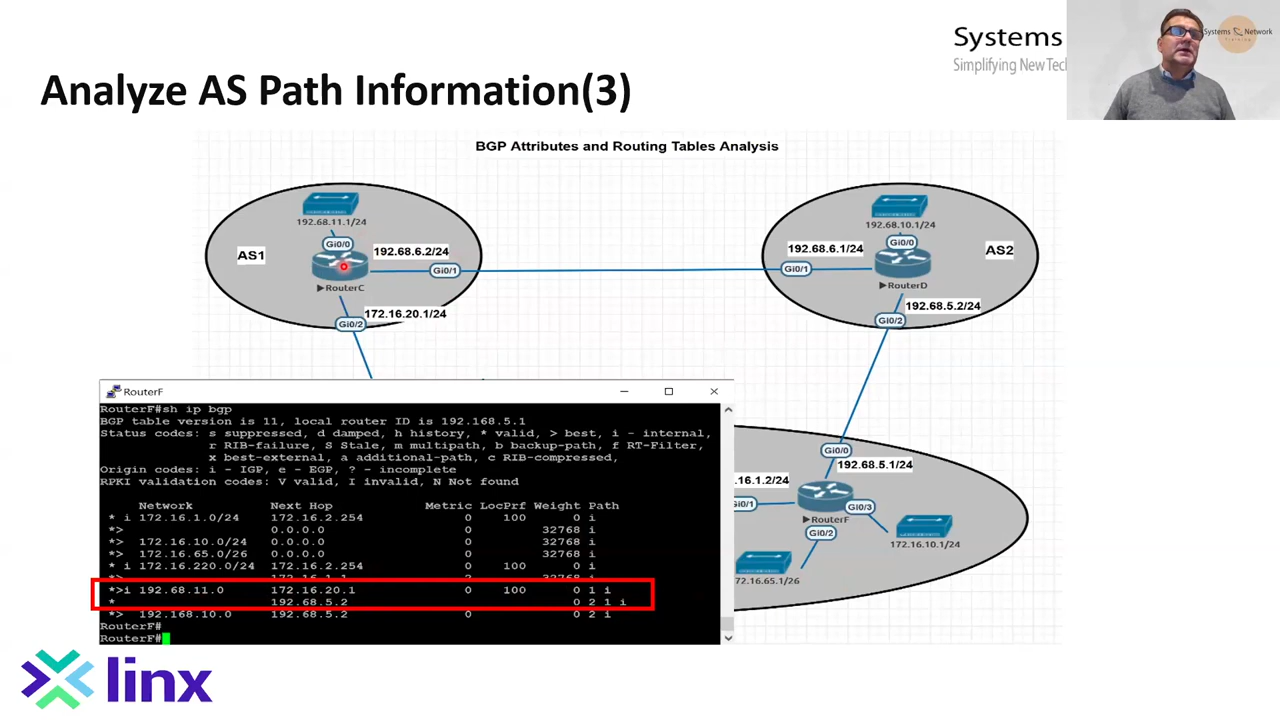 Systems
Simplifying New Tec
Systems Network
Training
Analyze AS Path Information(3)
BGP Attributes and Routing Tables Analysis
192.68.11.1/24
Gi0/0
AS1
192.68.6.2/24
Gi0/1
RouterC
172.16.20.1/24
Gi0/2
192.68.10.1/24
Gi0/0
192.68.6.1/24
AS2
Gi0/1
RouterD
192.68.5.2/24
Gi0/2
RouterF
RouterF#sh ip bgp
BGP table version is 11, local router ID is 192.168.5.1
Status codes: s suppressed, d damped, h history, * valid, > best, i - internal,
r RIB-failure, S Stale, m multipath, b backup-path, f RT-Filter,
x best-external, a additional-path, c RIB-compressed,
Origin codes: i - IGP, e - EGP, ? - incomplete
RPKI validation codes: V valid, I invalid, N Not found
Network Next Hop Metric LocPrf Weight Path
* i 172.16.1.0/24 172.16.2.254 0 100 0 i
*> 0.0.0.0 0 32768 i
*> 172.16.10.0/24 0.0.0.0 0 32768 i
*> 172.16.65.0/26 0.0.0.0 0 32768 i
* i 172.16.220.0/24 172.16.2.254 0 100 0 i
*> 172.16.1.1 2 32768 i
*>i 192.68.11.0 172.16.20.1 0 100 0 1 i
* 192.68.5.2 0 2 1 i
*> 192.168.10.0 192.68.5.2 0 0 2 i
RouterF#
RouterF#
Gi0/0
192.68.5.1/24
16.1.2/24
Gi0/1
RouterF
Gi0/3
Gi0/2
172.16.10.1/24
172.16.65.1/26
linx